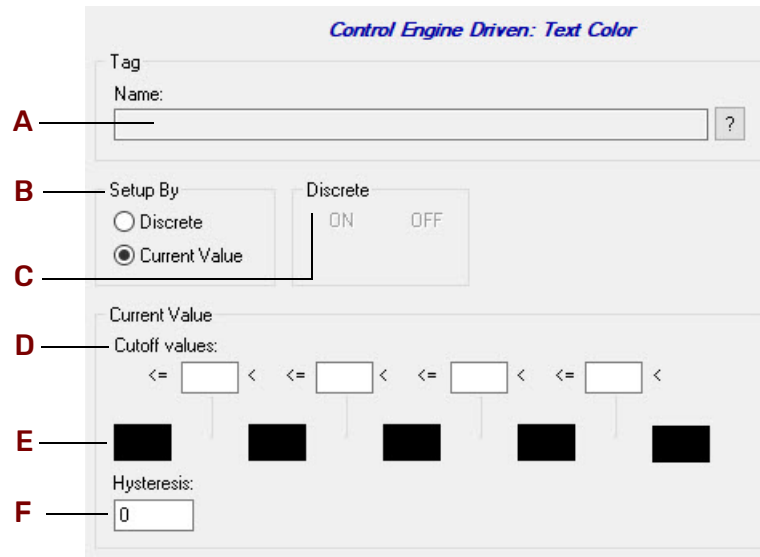 Control Engine Driven: Text Color
Tag
Name:
A
?
B
Setup By
Discrete
Discrete
ON OFF
Current Value
C
Current Value
D
Cutoff values:
<= < <= < <= < <= <
E
Hysteresis:
F
0